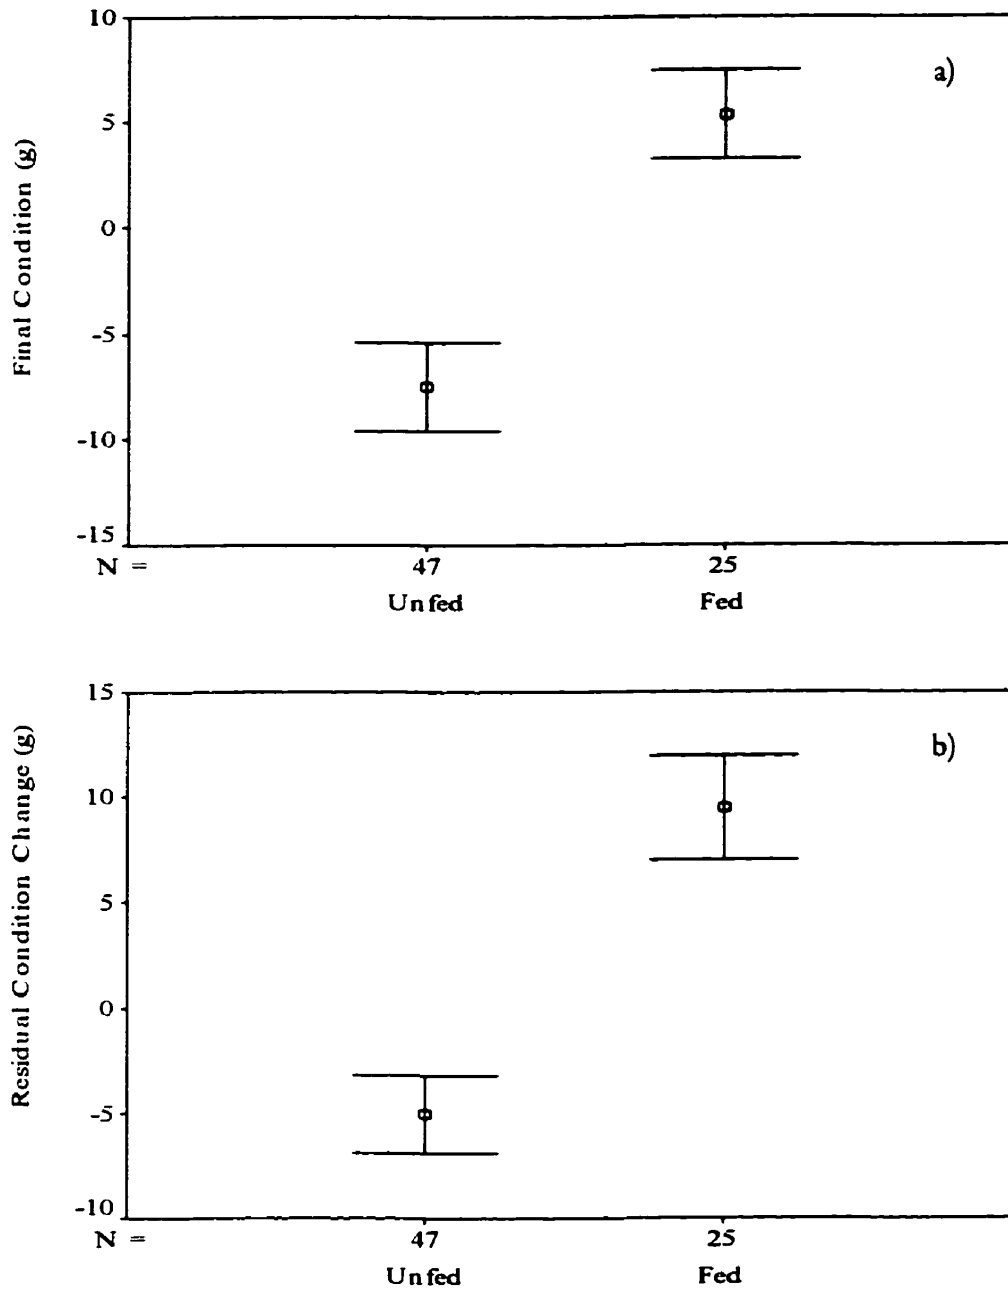 10
a)
5
0
-5
-10
-15
Final Condition (g)
N = 47 25
Unfed Fed
15
b)
10
5
0
-5
-10
Residual Condition Change (g)
N = 47 25
Unfed Fed